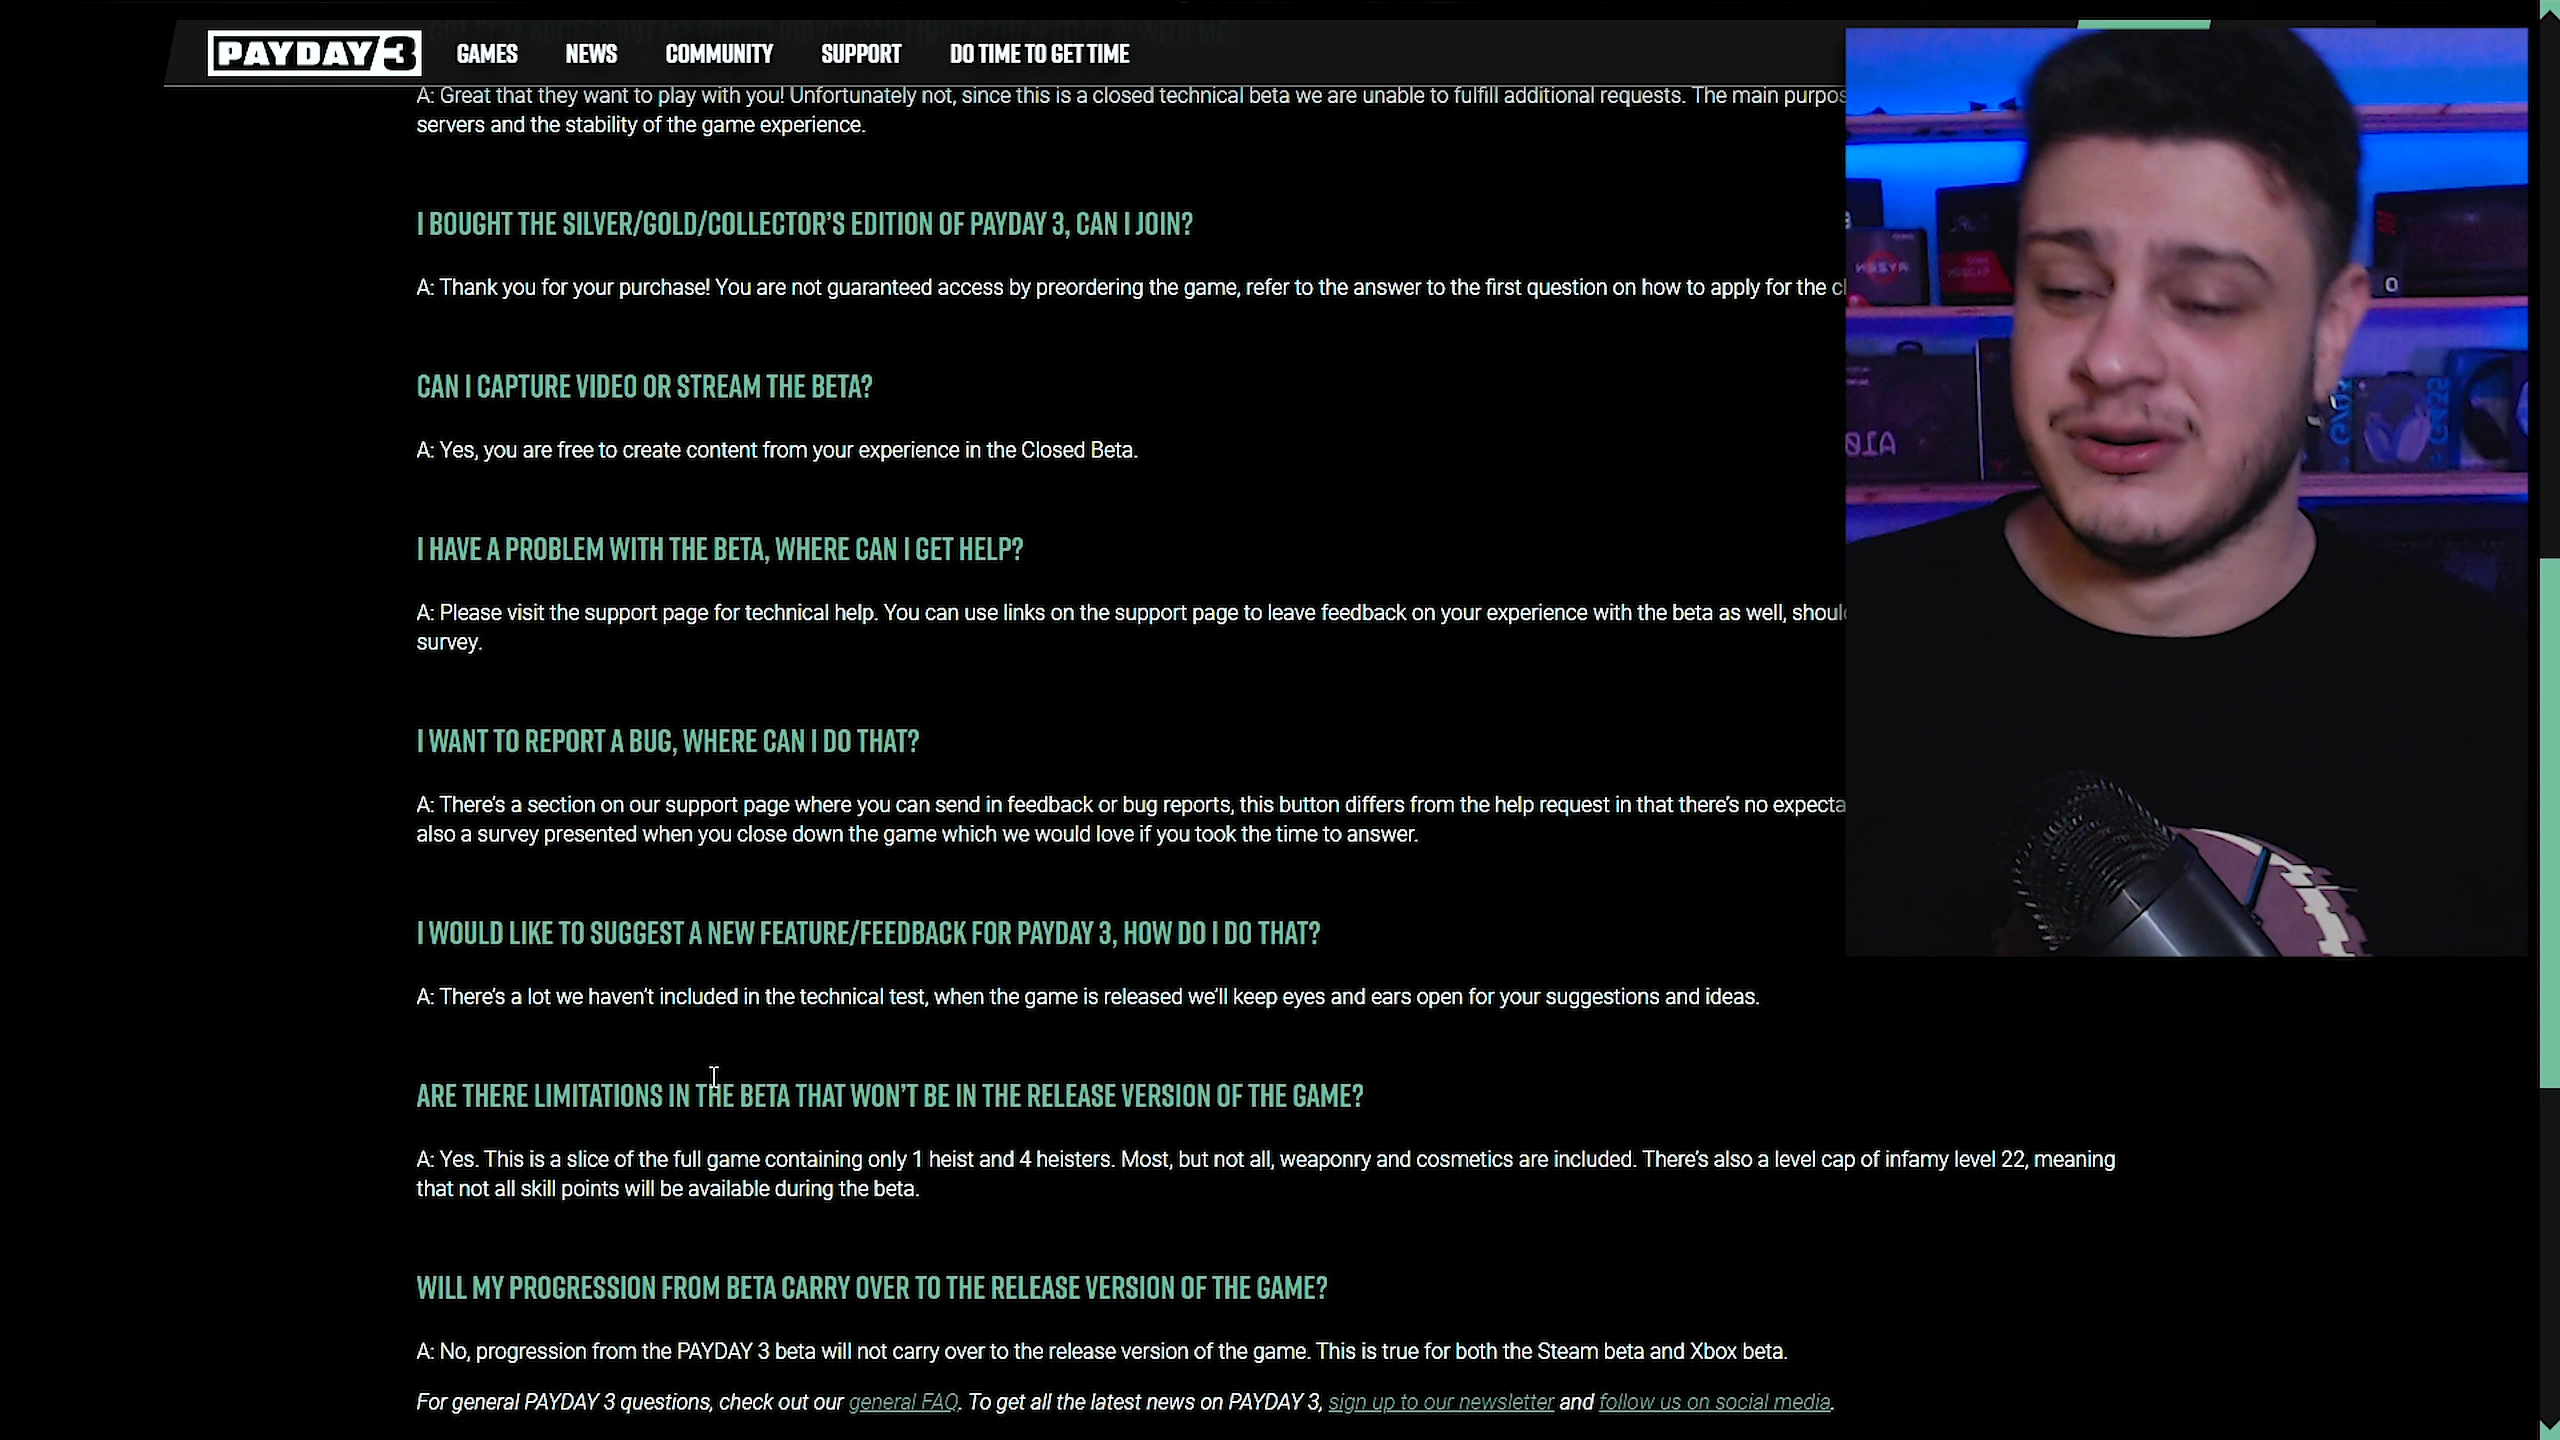 PAYDAY 3
GAMES
NEWS
COMMUNITY
SUPPORT
DO TIME TO GET TIME
A: Great that they want to play with you! Unfortunately not, since this is a closed technical beta we are unable to fulfill additional requests. The main
servers and the stability of the game experience.
I BOUGHT THE SILVER/GOLD/COLLECTOR'S EDITION OF PAYDAY 3, CAN I JOIN?
A: Thank you for your purchase! You are not guaranteed access by preordering the game, refer to the answer to the first question on how to apply for the
CAN I CAPTURE VIDEO OR STREAM THE BETA?
A: Yes, you are free to create content from your experience in the Closed Beta.
I HAVE A PROBLEM WITH THE BETA, WHERE CAN I GET HELP?
A: Please visit the support page for technical help. You can use links on the support page to leave feedback on your experience with the beta as well,
survey.
I WANT TO REPORT A BUG, WHERE CAN I DO THAT?
A: There's a section on our support page where you can send in feedback or bug reports, this button differs from the help request in that there's no
also a survey presented when you close down the game which we would love if you took the time to answer.
I WOULD LIKE TO SUGGEST A NEW FEATURE/FEEDBACK FOR PAYDAY 3, HOW DO I DO THAT?
A: There's a lot we haven't included in the technical test, when the game is released we'll keep eyes and ears open for your suggestions and ideas.
ARE THERE LIMITATIONS IN THE BETA THAT WON'T BE IN THE RELEASE VERSION OF THE GAME?
A: Yes. This is a slice of the full game containing only 1 heist and 4 heisters. Most, but not all, weaponry and cosmetics are included. There's also a level cap of infamy level 22, meaning
that not all skill points will be available during the beta.
WILL MY PROGRESSION FROM BETA CARRY OVER TO THE RELEASE VERSION OF THE GAME?
A: No, progression from the PAYDAY 3 beta will not carry over to the release version of the game. This is true for both the Steam beta and Xbox beta.
For general PAYDAY 3 questions, check out our general FAQ. To get all the latest news on PAYDAY 3, sign up to our newsletter and follow us on social media.
RYZEN
A10